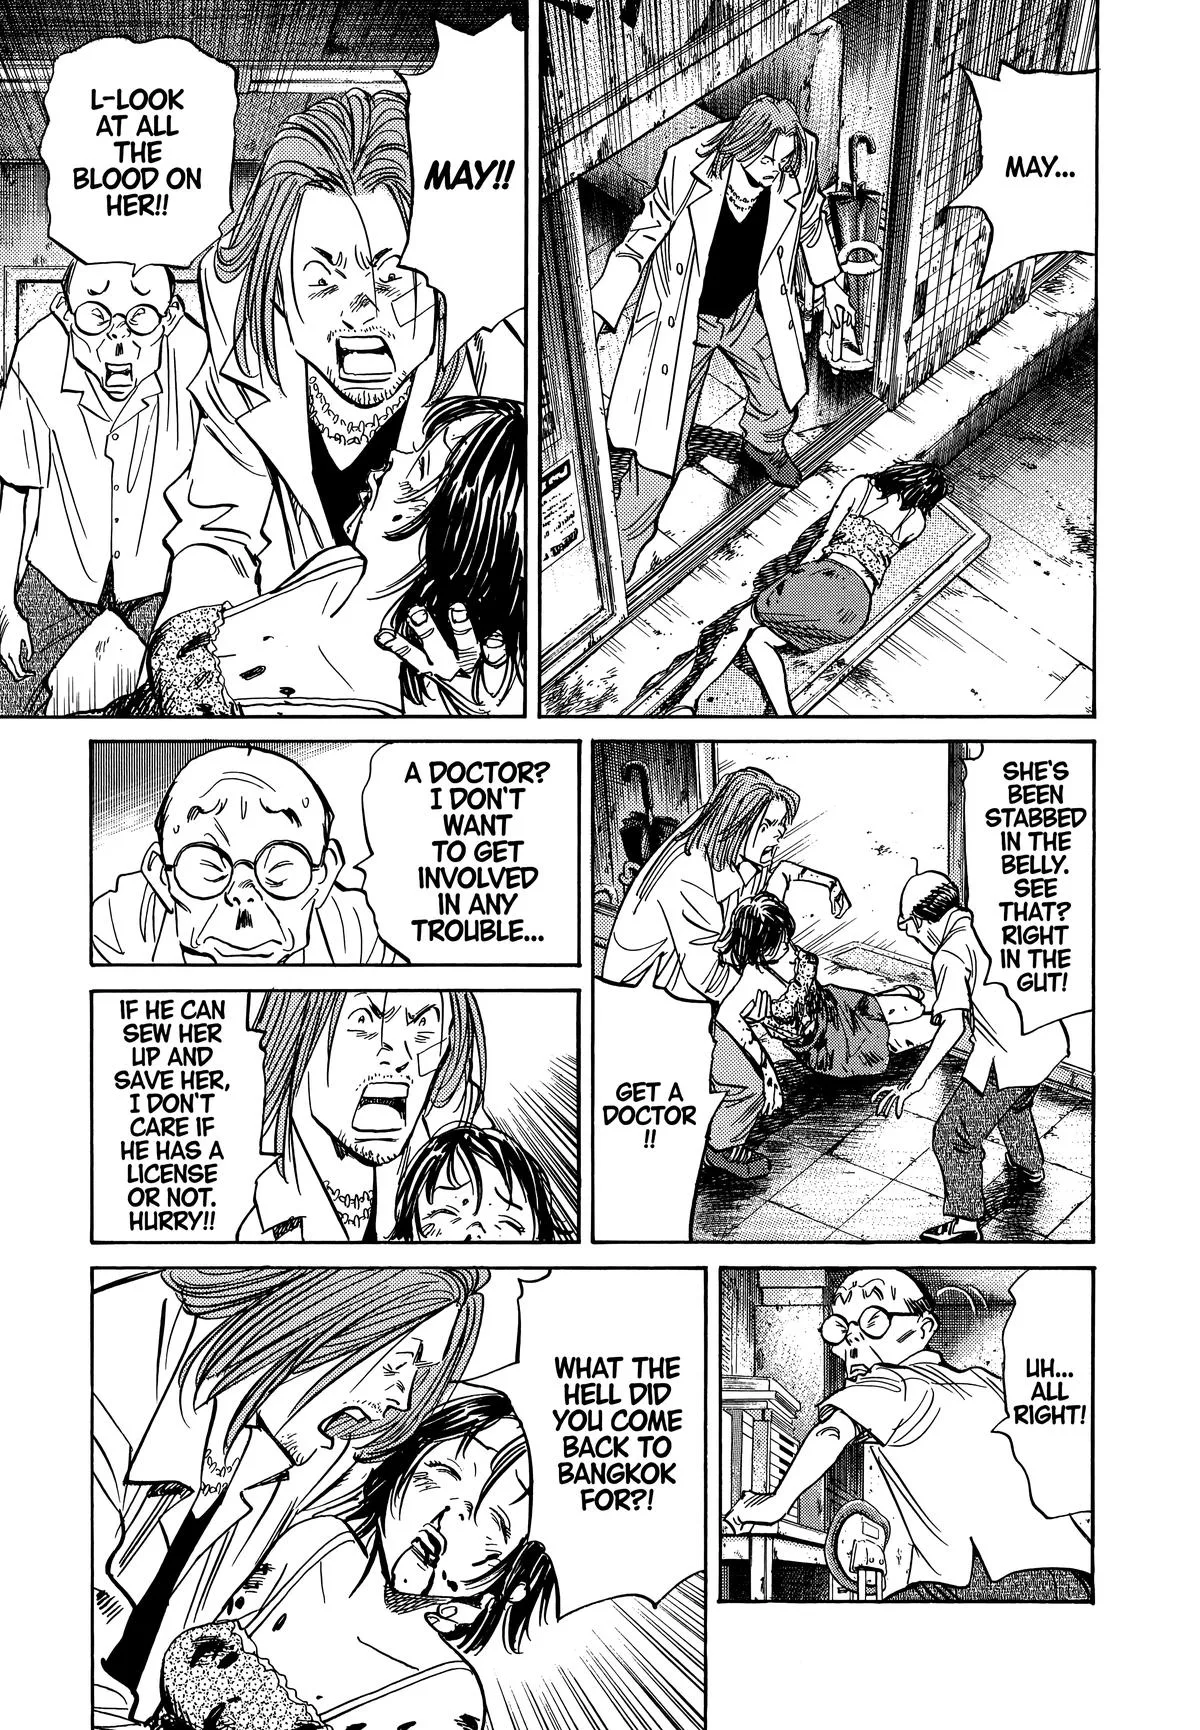 MAY...
MAY!!
L-LOOK
AT ALL
THE
BLOOD ON
HER!!
SHE'S
BEEN
STABBED
IN THE
BELLY.
SEE
THAT?
RIGHT
IN THE
GUT!
GET A
DOCTOR
!!
A DOCTOR?
I DON'T
WANT
TO GET
INVOLVED
IN ANY
TROUBLE...
IF HE CAN
SEW HER
UP AND
SAVE HER,
I DON'T
CARE IF
HE HAS A
LICENSE
OR NOT.
HURRY!!
UH...
ALL
RIGHT!
WHAT THE
HELL DID
YOU COME
BACK TO
BANGKOK
FOR?!